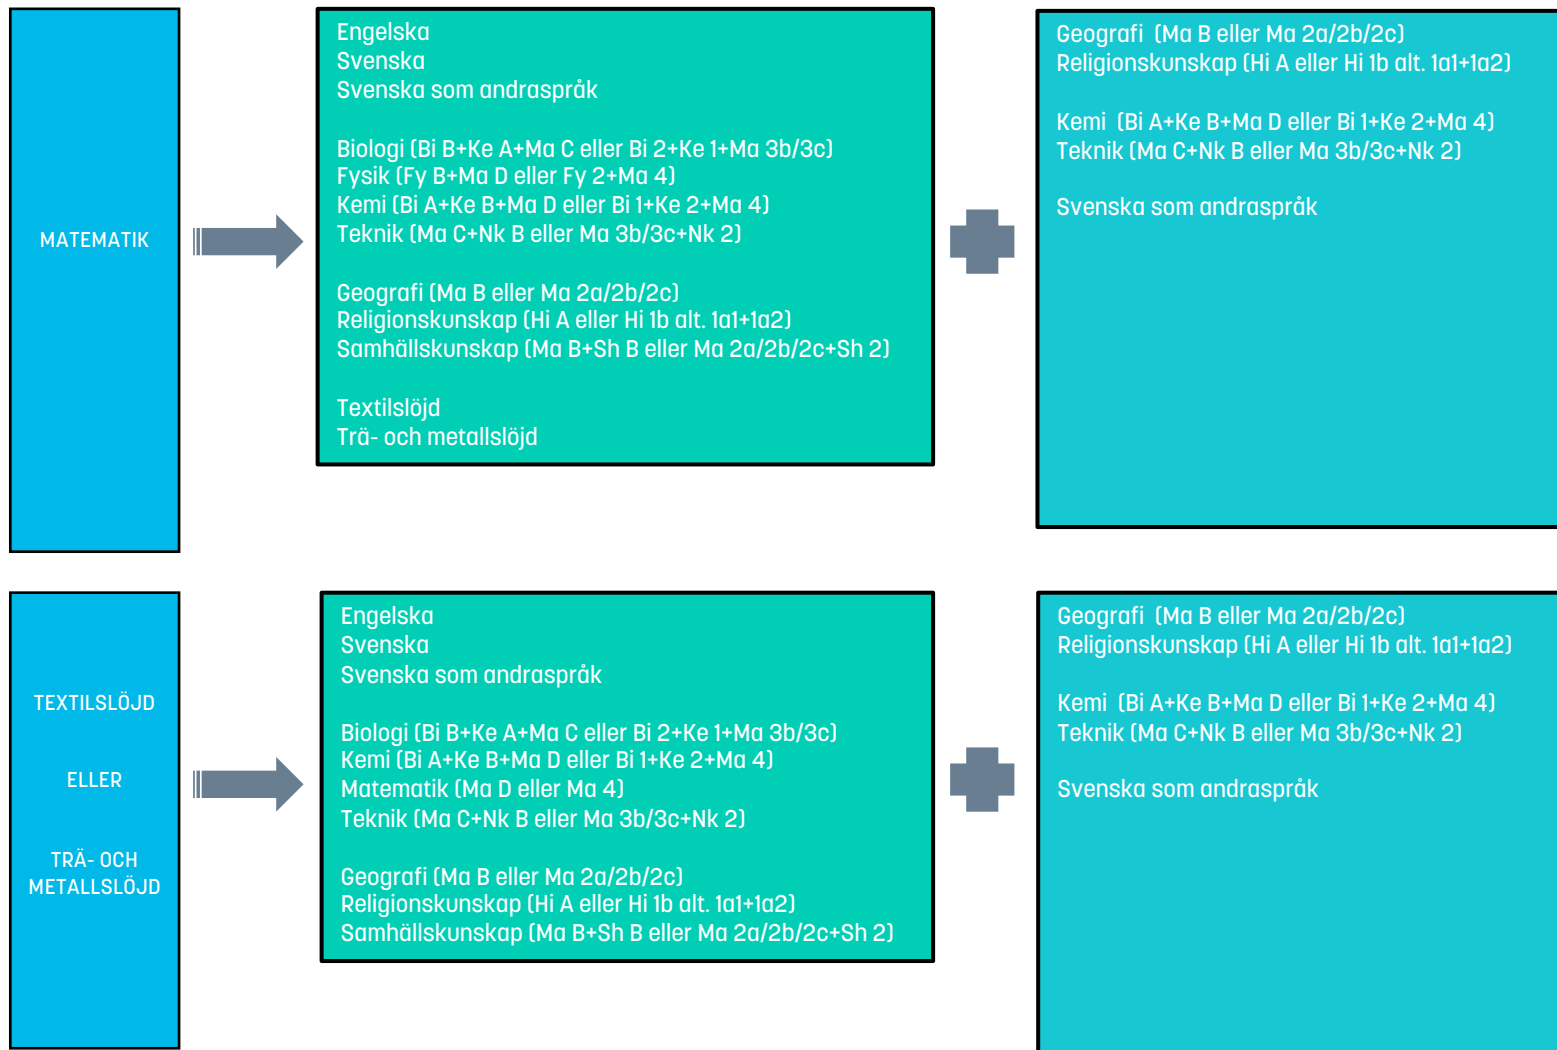 MATEMATIK
Engelska
Svenska
Svenska som andraspråk
Biologi (Bi B+Ke A+Ma C eller Bi 2+Ke 1+Ma 3b/3c)
Fysik (Fy B+Ma D eller Fy 2+Ma 4)
Kemi (Bi A+Ke B+Ma D eller Bi 1+Ke 2+Ma 4)
Teknik (Ma C+Nk B eller Ma 3b/3c+Nk 2)
Geografi (Ma B eller Ma 2a/2b/2c)
Religionskunskap (Hi A eller Hi 1b alt. 1a1+1a2)
Samhällskunskap (Ma B+Sh B eller Ma 2a/2b/2c+Sh 2)
Textilslöjd
Trä- och metallslöjd
Geografi (Ma B eller Ma 2a/2b/2c)
Religionskunskap (Hi A eller Hi 1b alt. 1a1+1a2)
Kemi (Bi A+Ke B+Ma D eller Bi 1+Ke 2+Ma 4)
Teknik (Ma C+Nk B eller Ma 3b/3c+Nk 2)
Svenska som andraspråk
TEXTILSLÖJD
ELLER
TRÄ- OCH
METALLSLÖJD
Engelska
Svenska
Svenska som andraspråk
Biologi (Bi B+Ke A+Ma C eller Bi 2+Ke 1+Ma 3b/3c)
Kemi (Bi A+Ke B+Ma D eller Bi 1+Ke 2+Ma 4)
Matematik (Ma D eller Ma 4)
Teknik (Ma C+Nk B eller Ma 3b/3c+Nk 2)
Geografi (Ma B eller Ma 2a/2b/2c)
Religionskunskap (Hi A eller Hi 1b alt. 1a1+1a2)
Samhällskunskap (Ma B+Sh B eller Ma 2a/2b/2c+Sh 2)
Geografi (Ma B eller Ma 2a/2b/2c)
Religionskunskap (Hi A eller Hi 1b alt. 1a1+1a2)
Kemi (Bi A+Ke B+Ma D eller Bi 1+Ke 2+Ma 4)
Teknik (Ma C+Nk B eller Ma 3b/3c+Nk 2)
Svenska som andraspråk